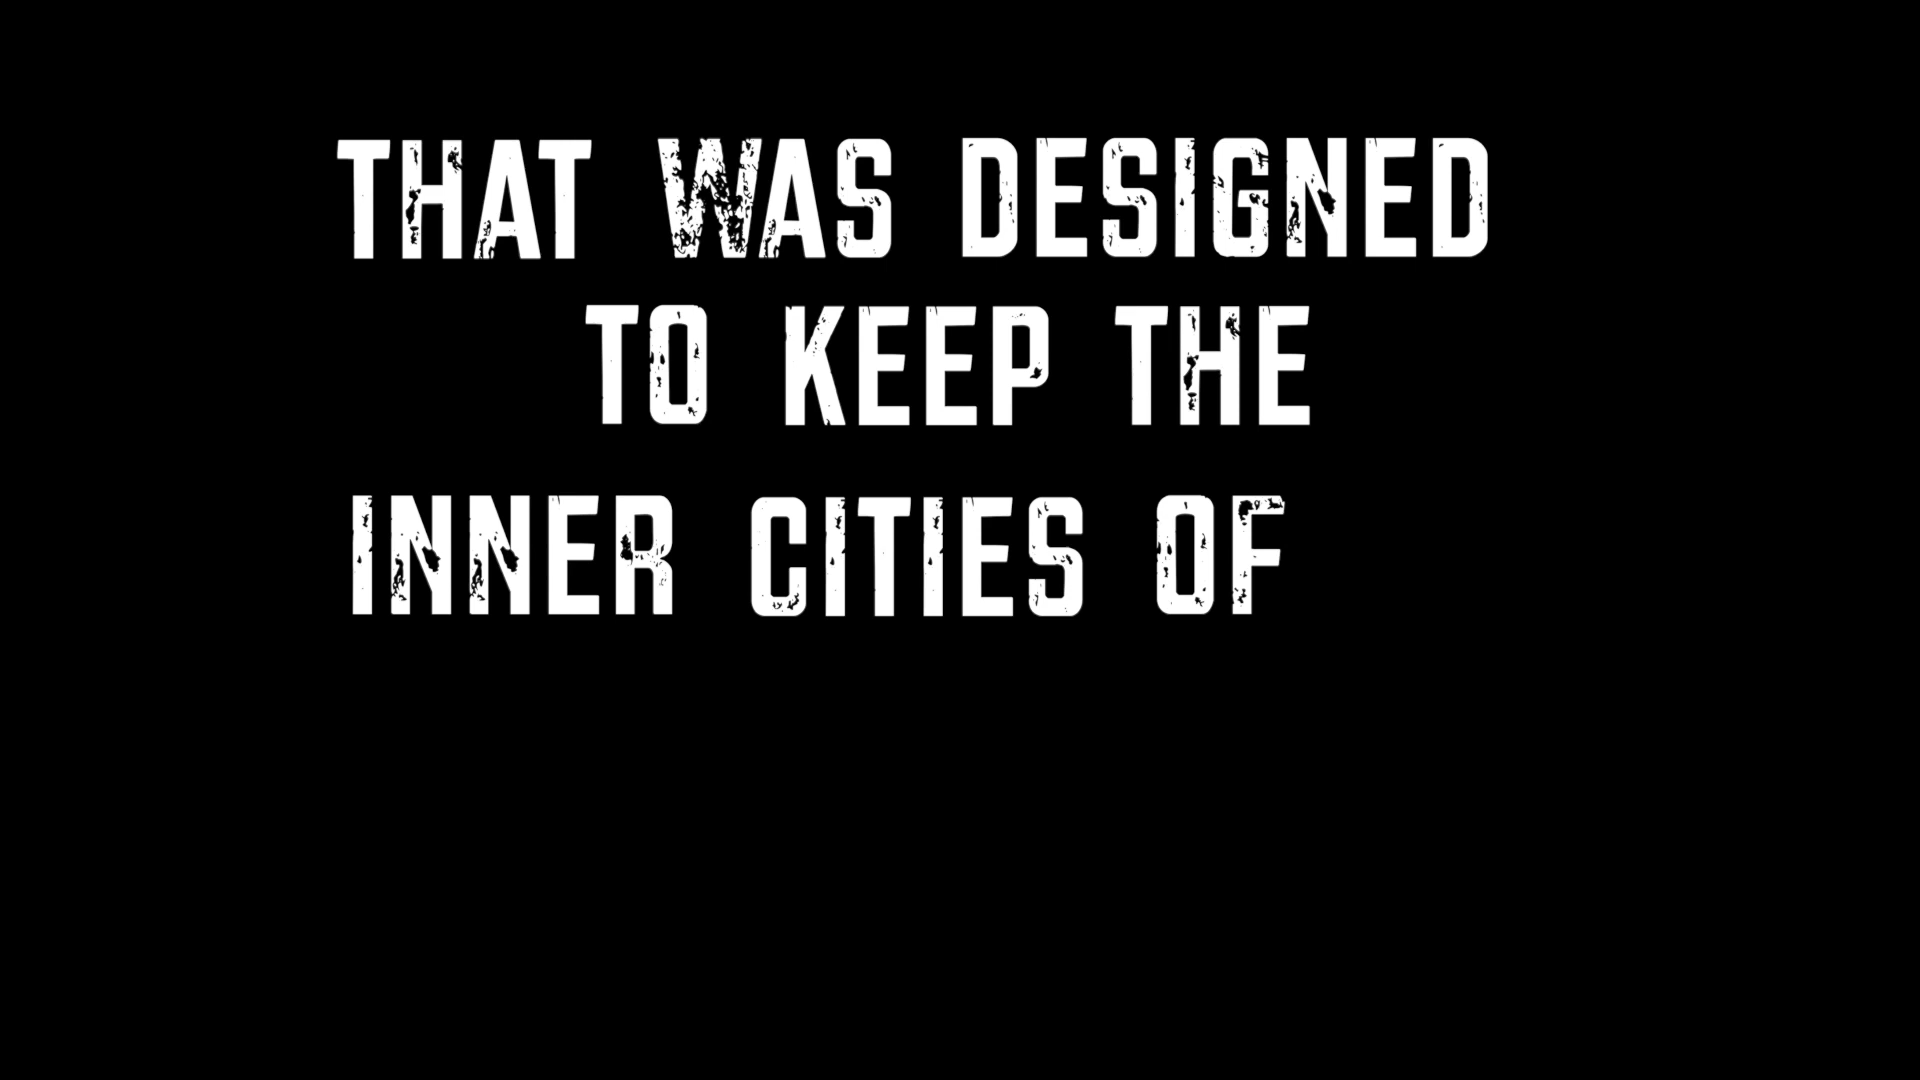 THAT WAS DESIGNED
TO KEEP THE
INNER CITIES OF